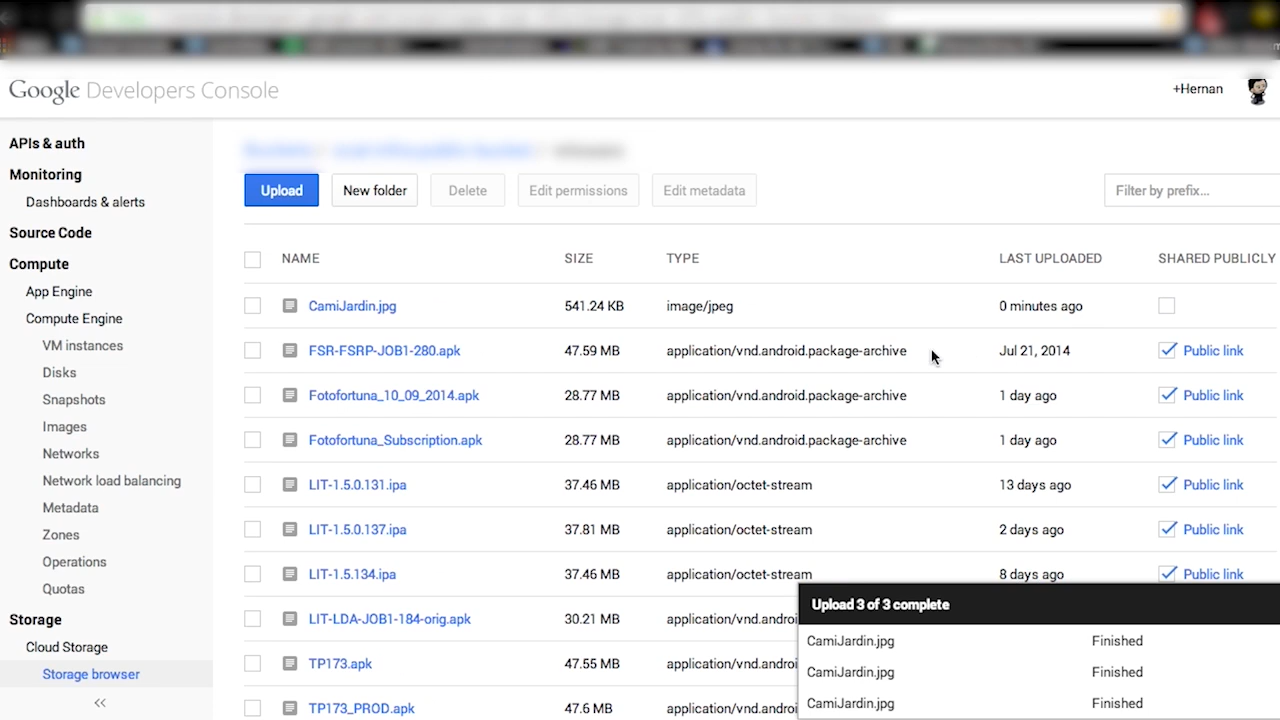 Google Developers Console
+Hernan
APIs & auth
Monitoring
Dashboards & alerts
Source Code
Compute
App Engine
Compute Engine
VM instances
Disks
Snapshots
Images
Networks
Network load balancing
Metadata
Zones
Operations
Quotas
Storage
Cloud Storage
Storage browser
<<
Upload New folder Delete Edit permissions Edit metadata Filter by prefix...
NAME SIZE TYPE LAST UPLOADED SHARED PUBLICLY
CamiJardin.jpg 541.24 KB image/jpeg 0 minutes ago
FSR-FSRP-JOB1-280.apk 47.59 MB application/vnd.android.package-archive Jul 21, 2014 Public link
Fotofortuna_10_09_2014.apk 28.77 MB application/vnd.android.package-archive 1 day ago Public link
Fotofortuna_Subscription.apk 28.77 MB application/vnd.android.package-archive 1 day ago Public link
LIT-1.5.0.131.ipa 37.46 MB application/octet-stream 13 days ago Public link
LIT-1.5.0.137.ipa 37.81 MB application/octet-stream 2 days ago Public link
LIT-1.5.134.ipa 37.46 MB application/octet-stream 8 days ago Public link
LIT-LDA-JOB1-184-orig.apk 30.21 MB application/vnd.androi
TP173.apk 47.55 MB application/vnd.androi
TP173_PROD.apk 47.6 MB application/vnd.androi
Upload 3 of 3 complete
CamiJardin.jpg Finished
CamiJardin.jpg Finished
CamiJardin.jpg Finished